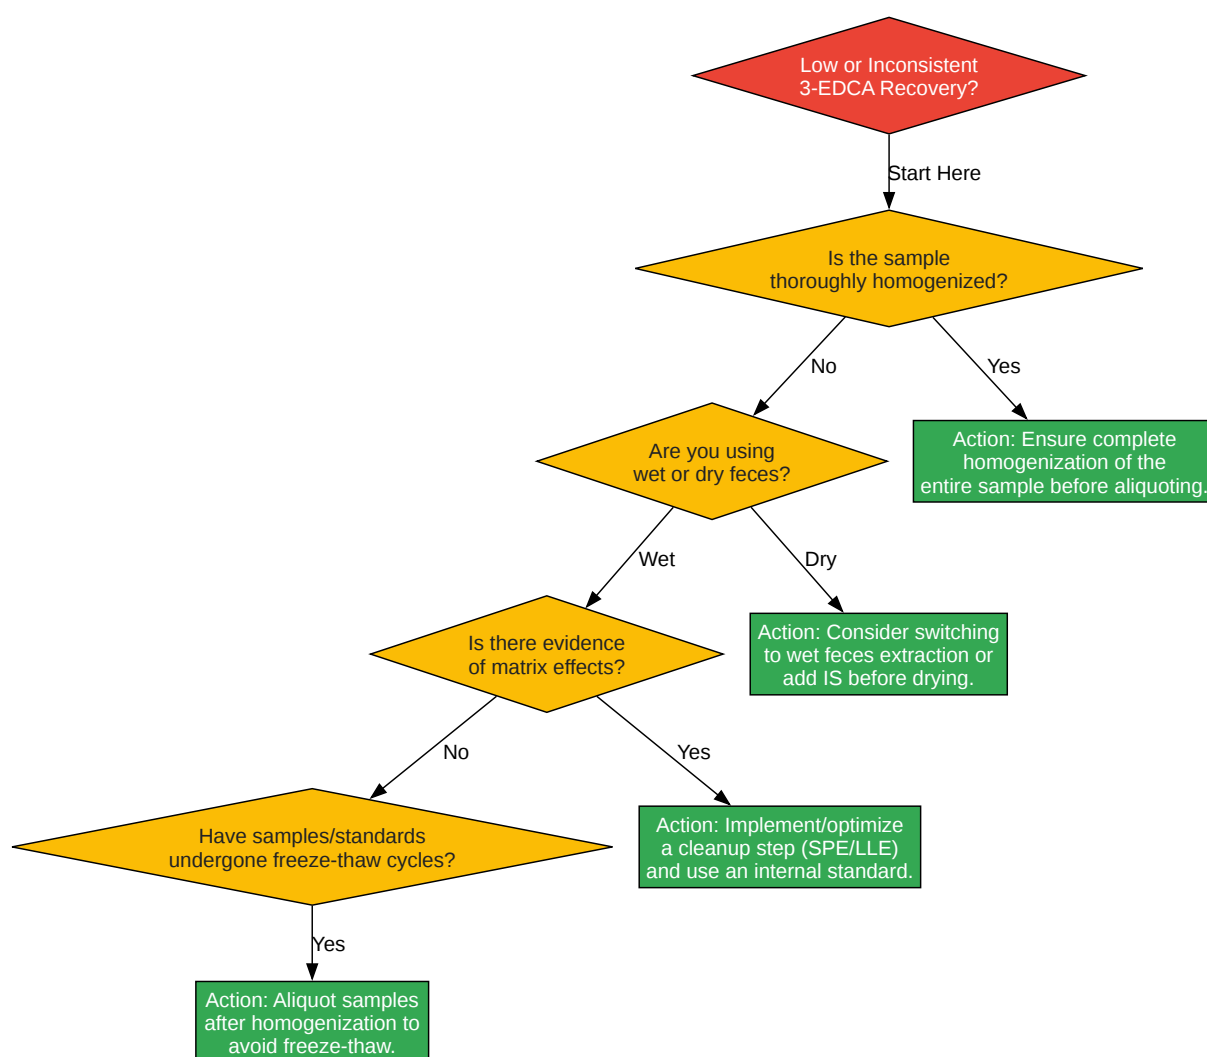 Low or Inconsistent
3-EDCA Recovery?
Start Here
Is the sample
thoroughly homogenized?
No
Yes
Are you using
wet or dry feces?
Action: Ensure complete
homogenization of the
entire sample before aliquoting.
Wet
Dry
Is there evidence
of matrix effects?
Action: Consider switching
to wet feces extraction or
add IS before drying.
No
Yes
Have samples/standards
undergone freeze-thaw cycles?
Action: Implement/optimize
a cleanup step (SPE/LLE)
and use an internal standard.
Yes
Action: Aliquot samples
after homogenization to
avoid freeze-thaw.